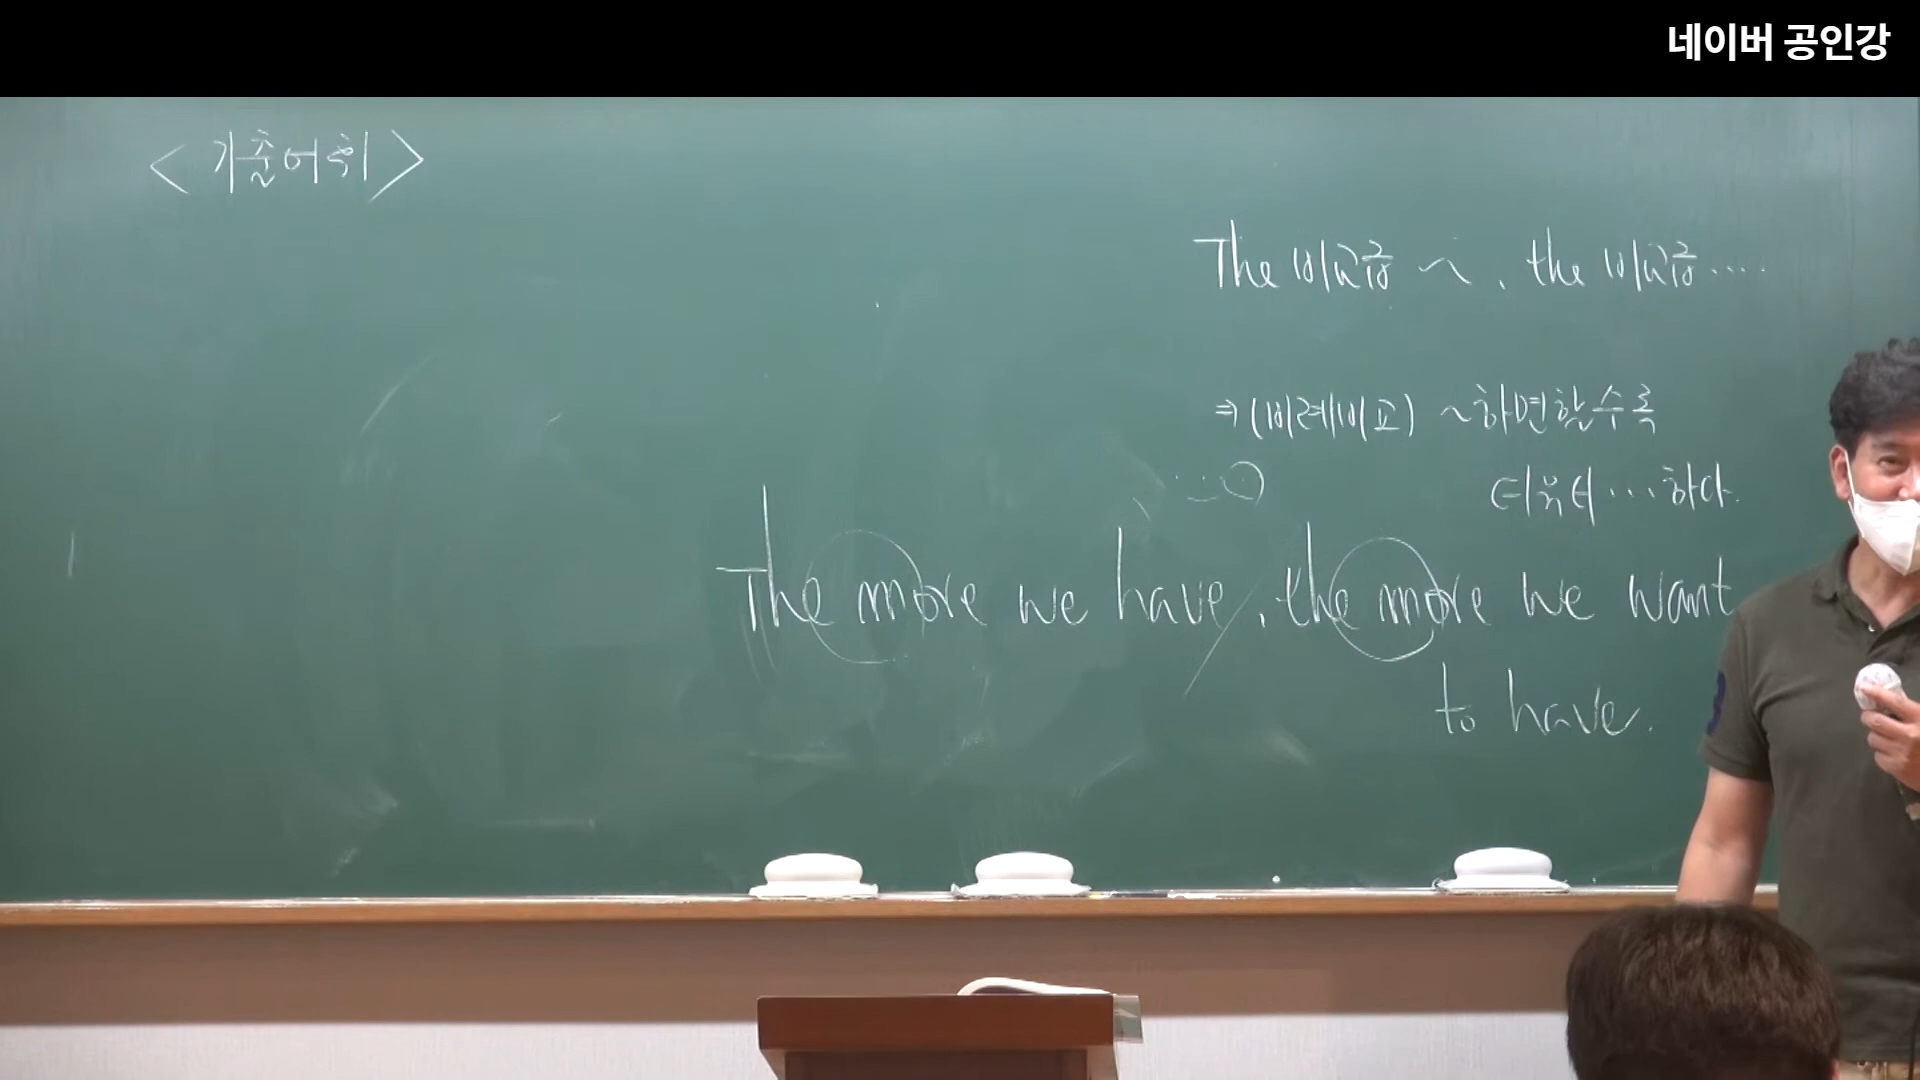 네이버 공인강
< 기출어휘 >
The 비교급 ~, the 비교급 ....
⇒ (비례비교) ~하면할수록
더욱더 ...하다.
The more we have, the more we want
to have.